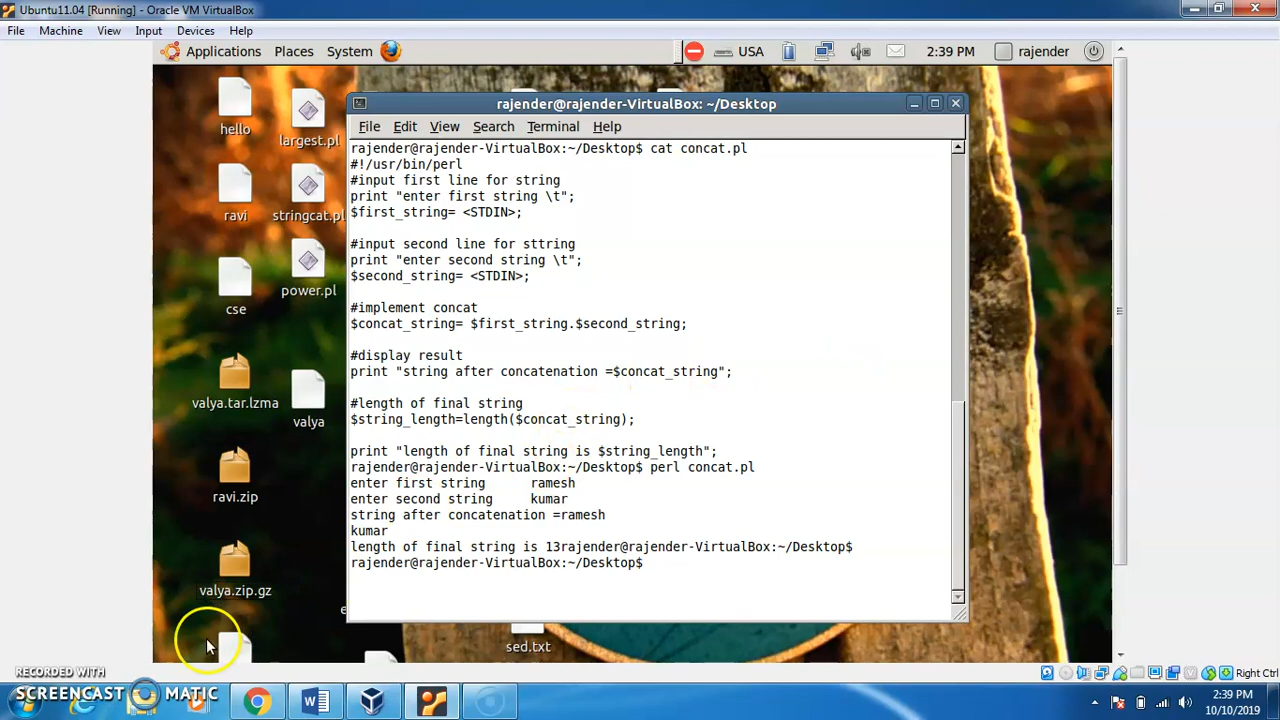 Ubuntu11.04 [Running] - Oracle VM VirtualBox
File Machine View Input Devices Help
Applications Places System USA 2:39 PM rajender
hello
largest.pl
ravi
stringcat.pl
power.pl
cse
valya.tar.lzma
valya
ravi.zip
valya.zip.gz
sed.txt
rajender@rajender-VirtualBox: ~/Desktop
File Edit View Search Terminal Help
rajender@rajender-VirtualBox:~/Desktop$ cat concat.pl
#!/usr/bin/perl
#input first line for string
print "enter first string \t";
$first_string= <STDIN>;
#input second line for sttring
print "enter second string \t";
$second_string= <STDIN>;
#implement concat
$concat_string= $first_string.$second_string;
#display result
print "string after concatenation =$concat_string";
#length of final string
$string_length=length($concat_string);
print "length of final string is $string_length";
rajender@rajender-VirtualBox:~/Desktop$ perl concat.pl
enter first string ramesh
enter second string kumar
string after concatenation =ramesh
kumar
length of final string is 13rajender@rajender-VirtualBox:~/Desktop$
rajender@rajender-VirtualBox:~/Desktop$
Right Ctrl
RECORDED WITH
SCREENCAST MATIC
2:39 PM
10/10/2019